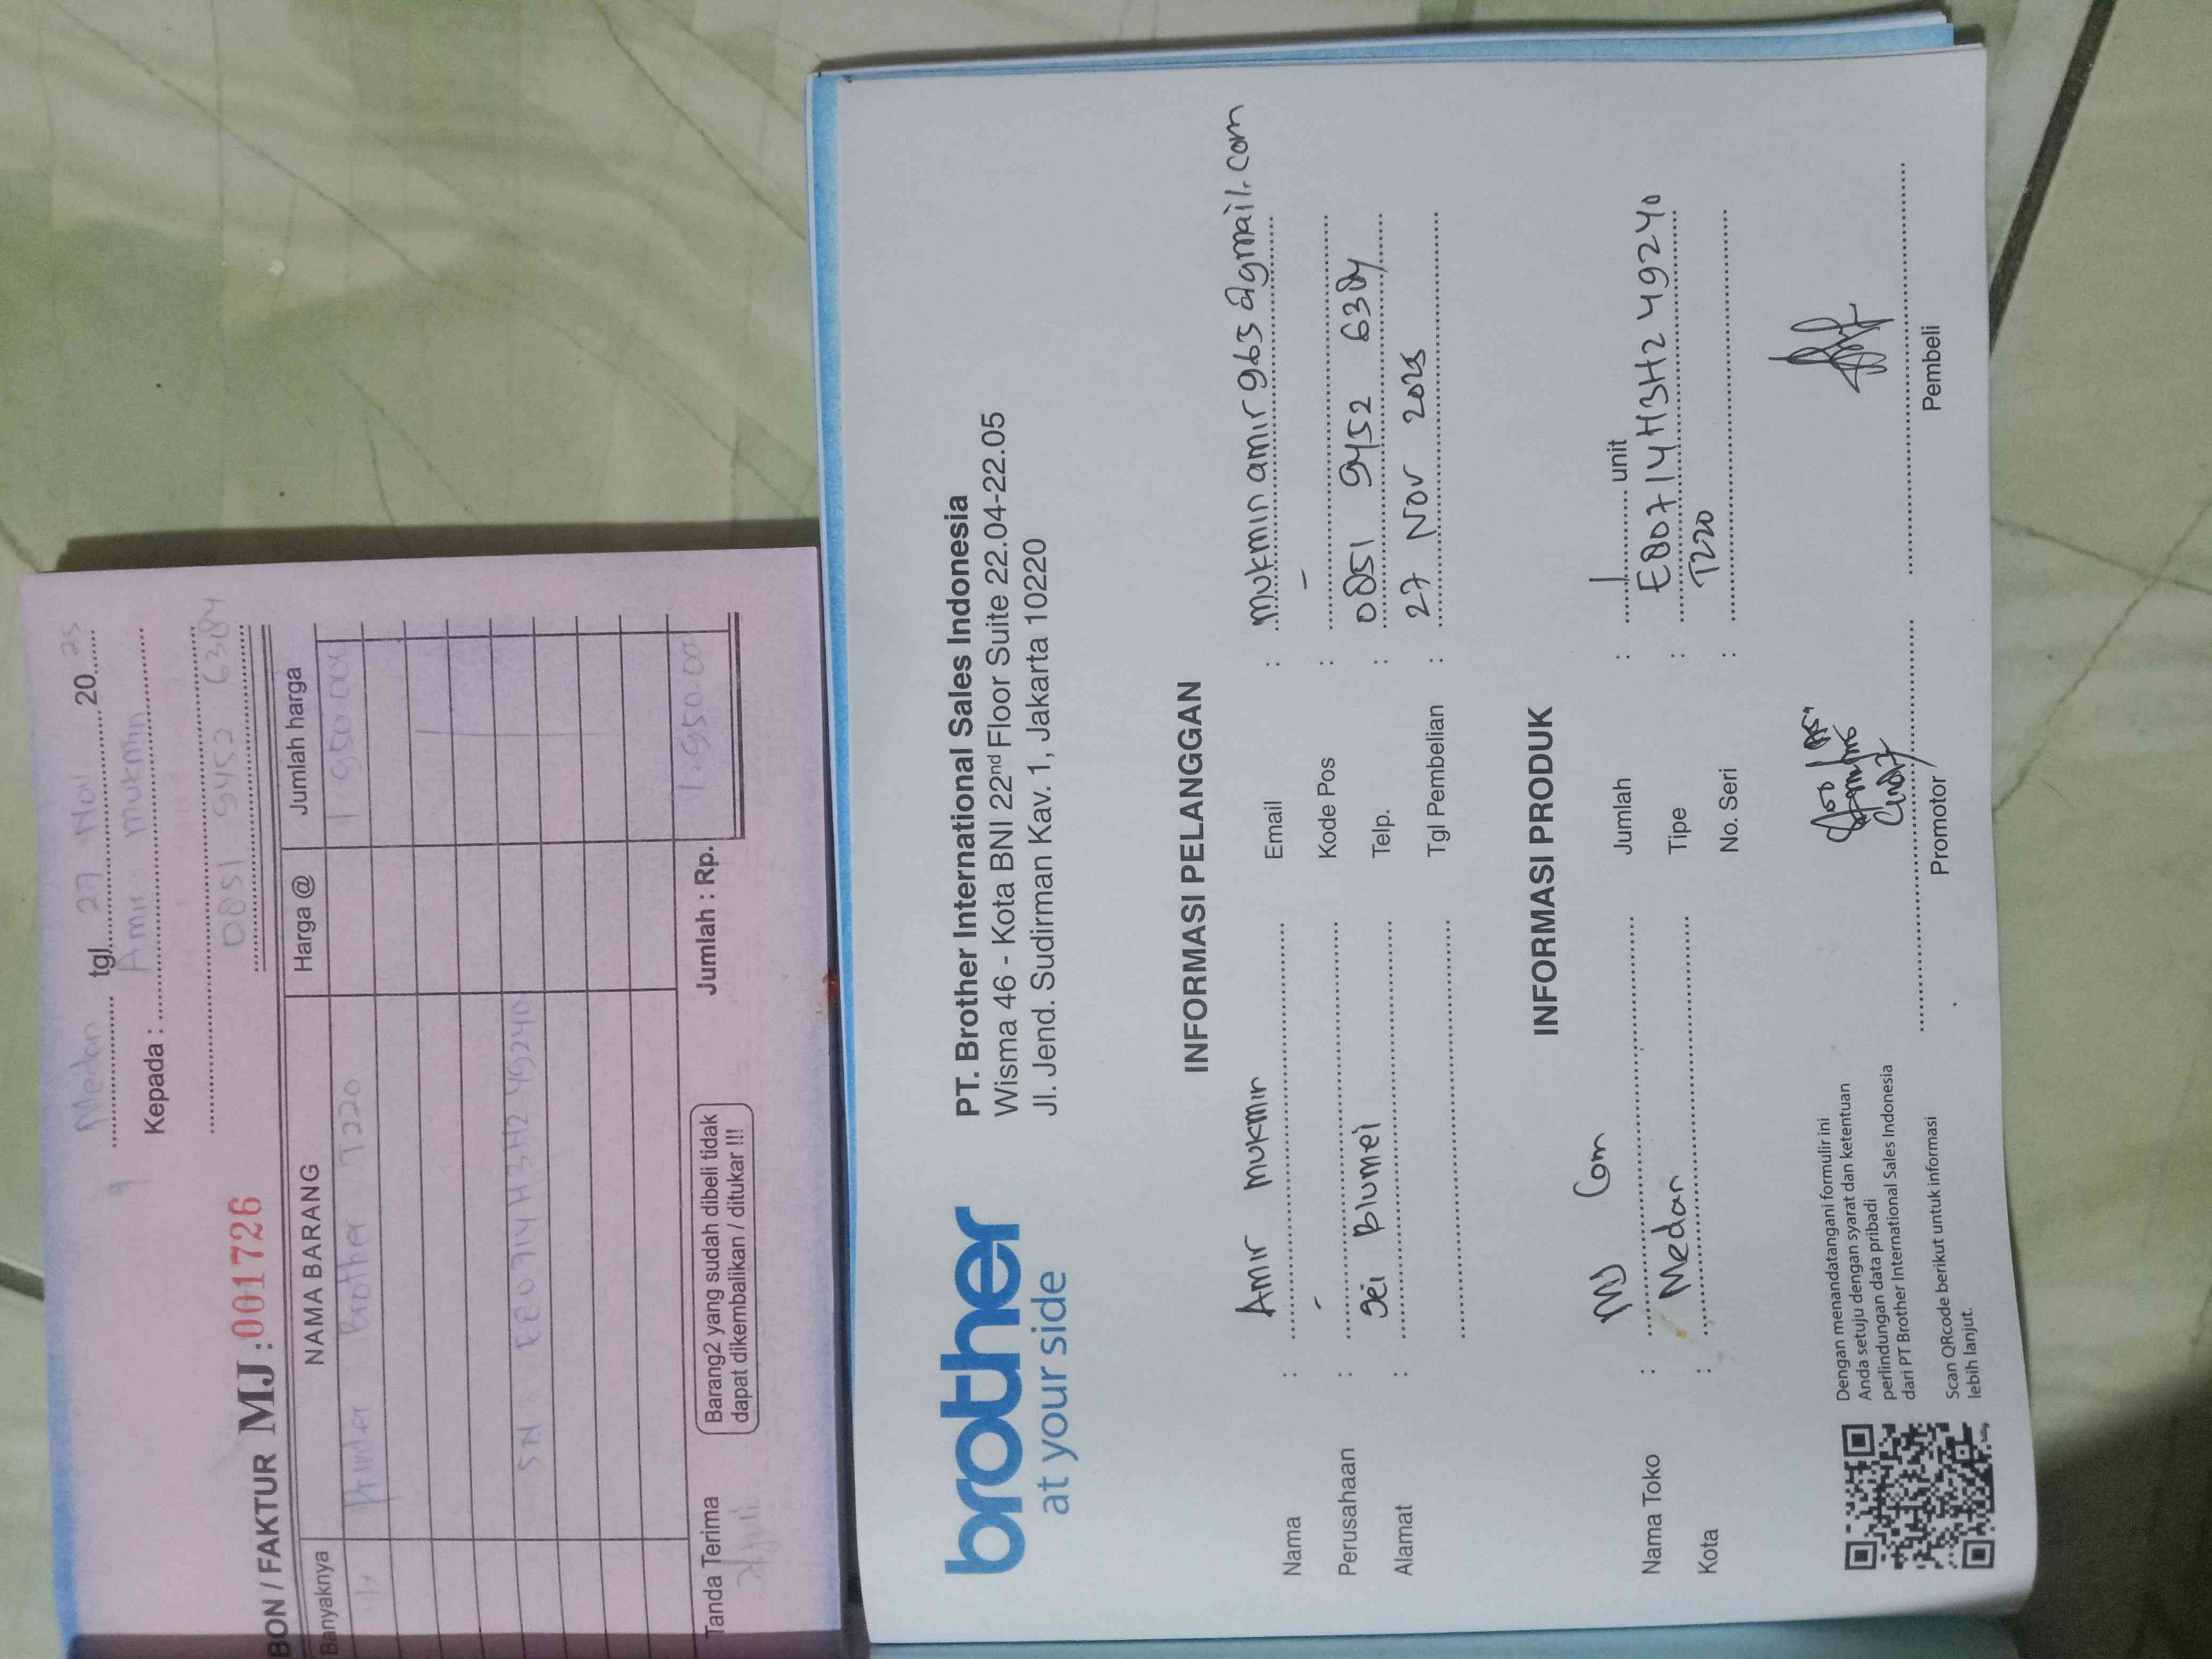 Medan tgl. 27 Nov 20 25
Kepada : Amir mukmin
0851 9452 6384
BON / FAKTUR MJ : 001726
Banyaknya NAMA BARANG Harga @ Jumlah harga
1x Printer Brother T220 1.950.000
SN : E80714H3H249240
Tanda Terima
Barang2 yang sudah dibeli tidak
dapat dikembalikan / ditukar !!!
Jumlah : Rp. 1.950.00
brother
at your side
PT. Brother International Sales Indonesia
Wisma 46 - Kota BNI 22nd Floor Suite 22.04-22.05
Jl. Jend. Sudirman Kav. 1, Jakarta 10220
INFORMASI PELANGGAN
Nama : Amir mukmin
Perusahaan : -
Alamat : Sei Blumei
Email : mukminamir963@gmail.com
Kode Pos : -
Telp. : 0851 9452 6384
Tgl Pembelian : 27 Nov 2025
INFORMASI PRODUK
Nama Toko : MJ Com
Kota : Medan
Jumlah : 1 unit
Tipe : E80714H3H249240
No. Seri : T220
Dengan menandatangani formulir ini
Anda setuju dengan syarat dan ketentuan
perlindungan data pribadi
dari PT Brother International Sales Indonesia
Scan QRcode berikut untuk informasi
lebih lanjut.
Promotor
Pembeli